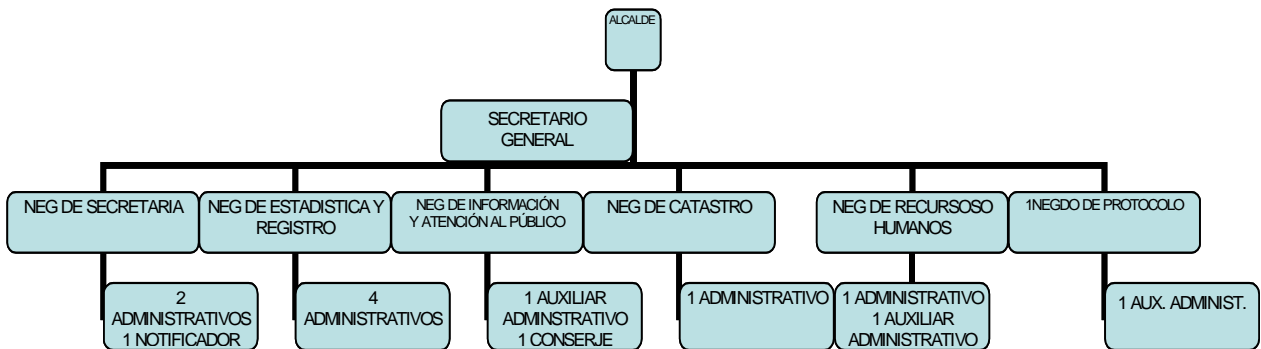 ALCALDE
SECRETARIO
GENERAL
NEG DE SECRETARIA
NEG DE ESTADISTICA Y
REGISTRO
NEG DE INFORMACIÓN
Y ATENCIÓN AL PÚBLICO
NEG DE CATASTRO
NEG DE RECURSOSO
HUMANOS
1NEGDO DE PROTOCOLO
2
ADMINISTRATIVOS
1 NOTIFICADOR
4
ADMINISTRATIVOS
1 AUXILIAR
ADMINSTRATIVO
1 CONSERJE
1 ADMINISTRATIVO
1 ADMINISTRATIVO
1 AUXILIAR
ADMINISTRATIVO
1 AUX. ADMINIST.